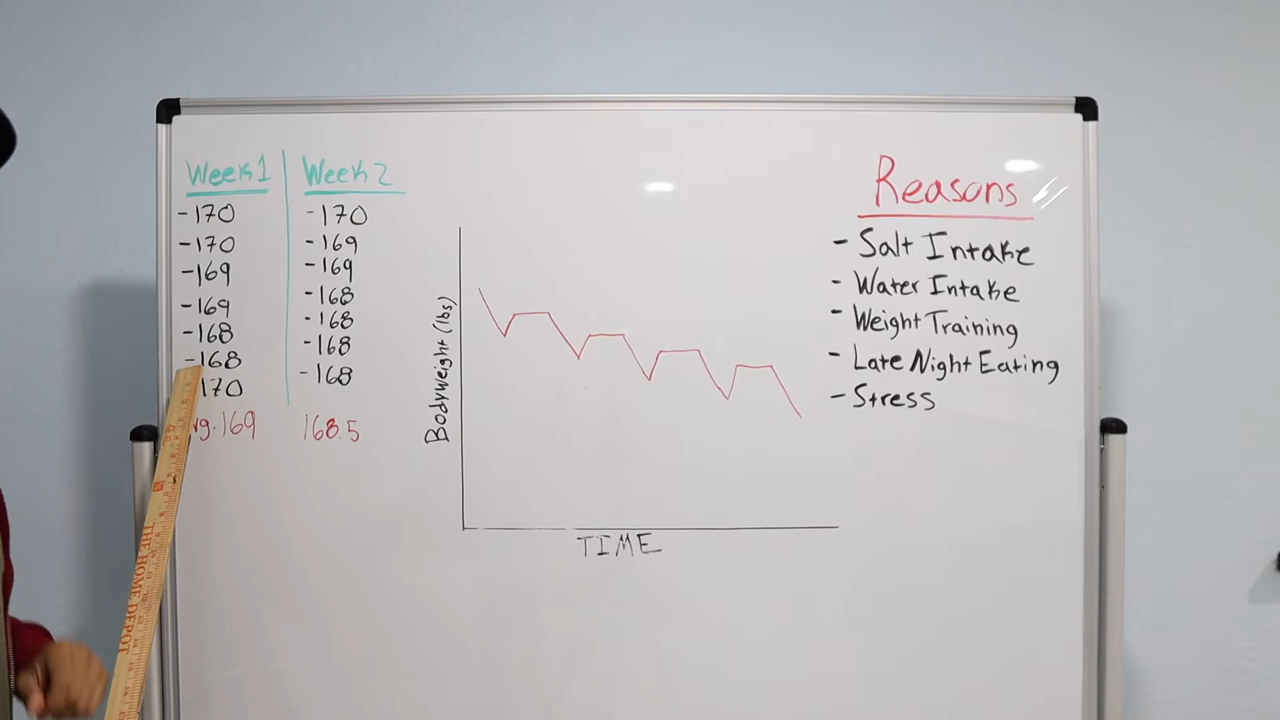 Week 1
-170
-170
-169
-169
-168
-168
170
vg. 169
Week 2
-170
-169
-169
-168
-168
-168
-168
168.5
Bodyweight (lbs)
TIME
Reasons
- Salt Intake
- Water Intake
- Weight Training
- Late Night Eating
- Stress
THE HOME DEPOT